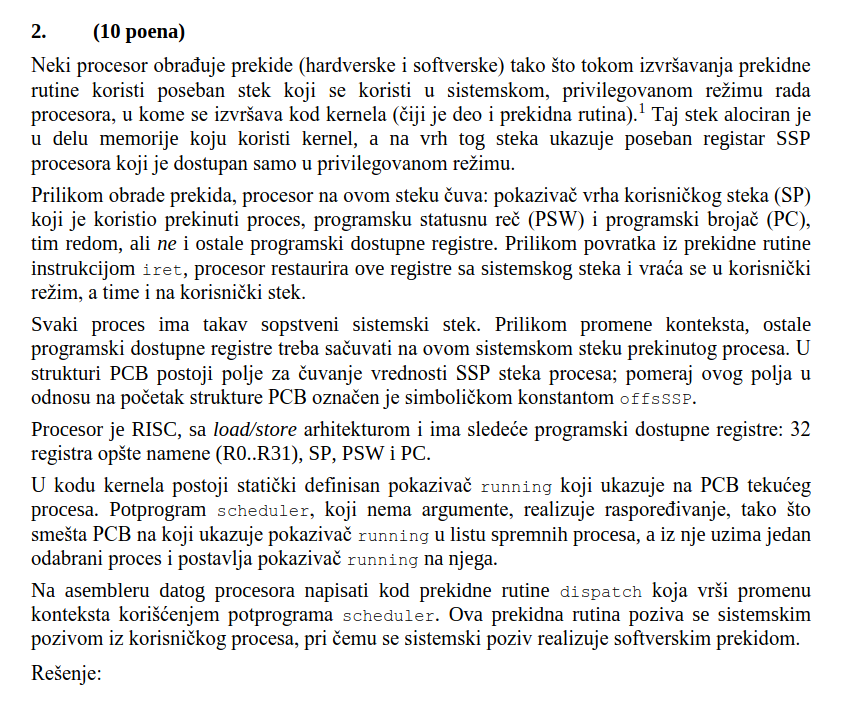 2. (10 poena)
Neki procesor obrađuje prekide (hardverske i softverske) tako što tokom izvršavanja prekidne
rutine koristi poseban stek koji se koristi u sistemskom, privilegovanom režimu rada
procesora, u kome se izvršava kod kernela (čiji je deo i prekidna rutina).1 Taj stek alociran je
u delu memorije koju koristi kernel, a na vrh tog steka ukazuje poseban registar SSP
procesora koji je dostupan samo u privilegovanom režimu.
Prilikom obrade prekida, procesor na ovom steku čuva: pokazivač vrha korisničkog steka (SP)
koji je koristio prekinuti proces, programsku statusnu reč (PSW) i programski brojač (PC),
tim redom, ali ne i ostale programski dostupne registre. Prilikom povratka iz prekidne rutine
instrukcijom iret, procesor restaurira ove registre sa sistemskog steka i vraća se u korisnički
režim, a time i na korisnički stek.
Svaki proces ima takav sopstveni sistemski stek. Prilikom promene konteksta, ostale
programski dostupne registre treba sačuvati na ovom sistemskom steku prekinutog procesa. U
strukturi PCB postoji polje za čuvanje vrednosti SSP steka procesa; pomeraj ovog polja u
odnosu na početak strukture PCB označen je simboličkom konstantom offsSSP.
Procesor je RISC, sa load/store arhitekturom i ima sledeće programski dostupne registre: 32
registra opšte namene (R0..R31), SP, PSW i PC.
U kodu kernela postoji statički definisan pokazivač running koji ukazuje na PCB tekućeg
procesa. Potprogram scheduler, koji nema argumente, realizuje raspoređivanje, tako što
smešta PCB na koji ukazuje pokazivač running u listu spremnih procesa, a iz nje uzima jedan
odabrani proces i postavlja pokazivač running na njega.
Na asembleru datog procesora napisati kod prekidne rutine dispatch koja vrši promenu
konteksta korišćenjem potprograma scheduler. Ova prekidna rutina poziva se sistemskim
pozivom iz korisničkog procesa, pri čemu se sistemski poziv realizuje softverskim prekidom.
Rešenje: